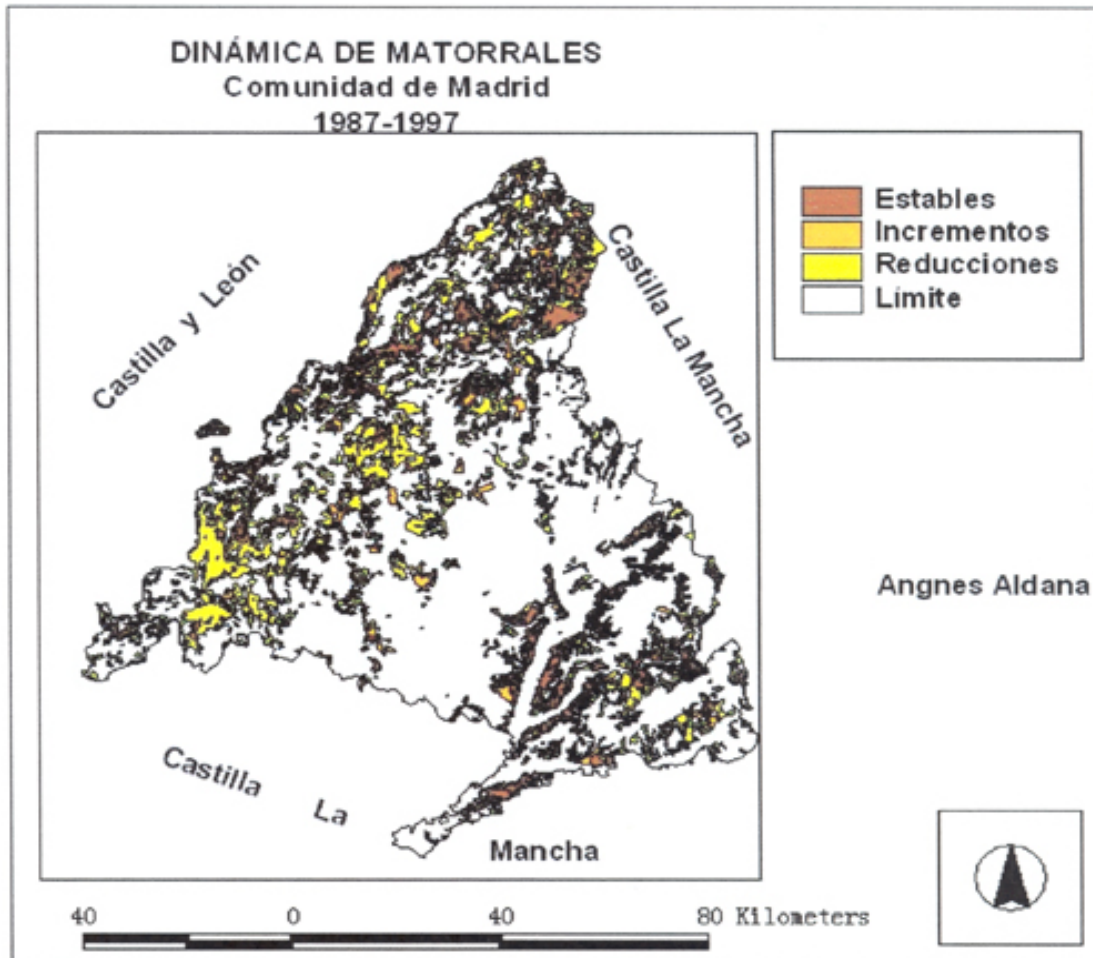 DINÁMICA DE MATORRALES
Comunidad de Madrid
1987-1997
Estables
Incrementos
Reducciones
Límite
Castilla y León
Castilla La Mancha
Angnes Aldana
Castilla La
Mancha
40 0 40 80 Kilometers